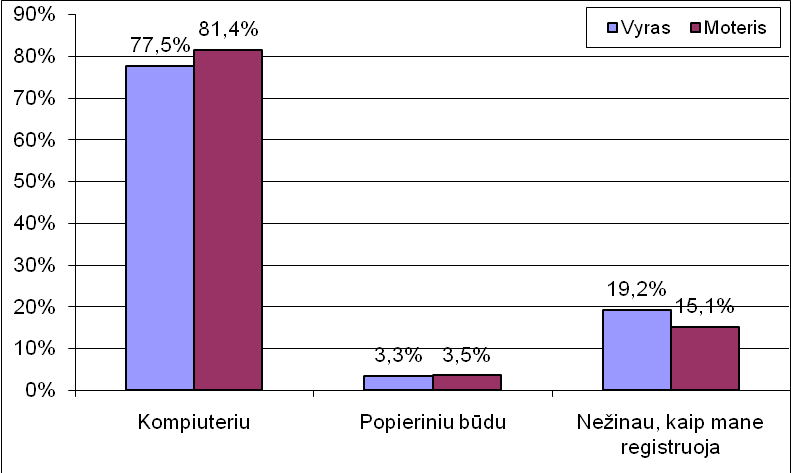 90%
80%
70%
60%
50%
40%
30%
20%
10%
0%
77,5%
81,4%
3,3%
3,5%
19,2%
15,1%
Vyras
Moteris
Kompiuteriu
Popieriniu būdu
Nežinau, kaip mane
registruoja